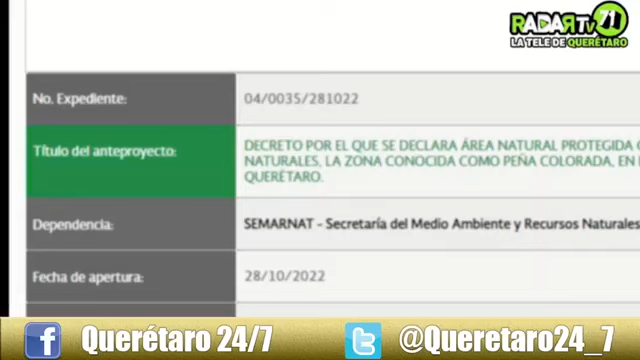 RADARTV 71
LA TELE DE QUERÉTARO
No. Expediente:
04/0035/281022
Título del anteproyecto:
DECRETO POR EL QUE SE DECLARA ÁREA NATURAL PROTEGIDA
NATURALES, LA ZONA CONOCIDA COMO PEÑA COLORADA, EN
QUERÉTARO.
Dependencia:
SEMARNAT - Secretaría del Medio Ambiente y Recursos Naturales
Fecha de apertura:
28/10/2022
Querétaro 24/7
@Queretaro24_7